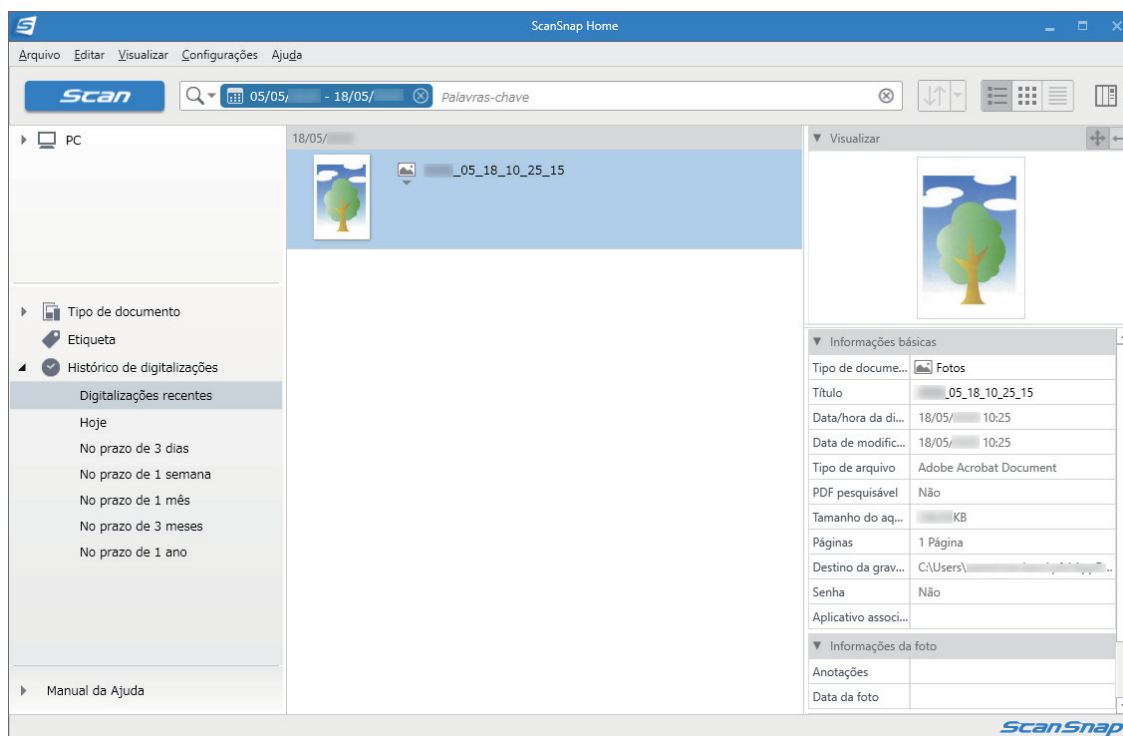 ScanSnap Home
Arquivo Editar Visualizar Configurações Ajuda
Scan
05/05/ - 18/05/ Palavras-chave
PC
18/05/
_05_18_10_25_15
Visualizar
Tipo de documento
Etiqueta
Histórico de digitalizações
Digitalizações recentes
Hoje
No prazo de 3 dias
No prazo de 1 semana
No prazo de 1 mês
No prazo de 3 meses
No prazo de 1 ano
Manual da Ajuda
Informações básicas
Tipo de docume... Fotos
Título _05_18_10_25_15
Data/hora da di... 18/05/ 10:25
Data de modific... 18/05/ 10:25
Tipo de arquivo Adobe Acrobat Document
PDF pesquisável Não
Tamanho do aq... KB
Páginas 1 Página
Destino da grav... C:\Users\ ...
Senha Não
Aplicativo associ...
Informações da foto
Anotações
Data da foto
ScanSnap